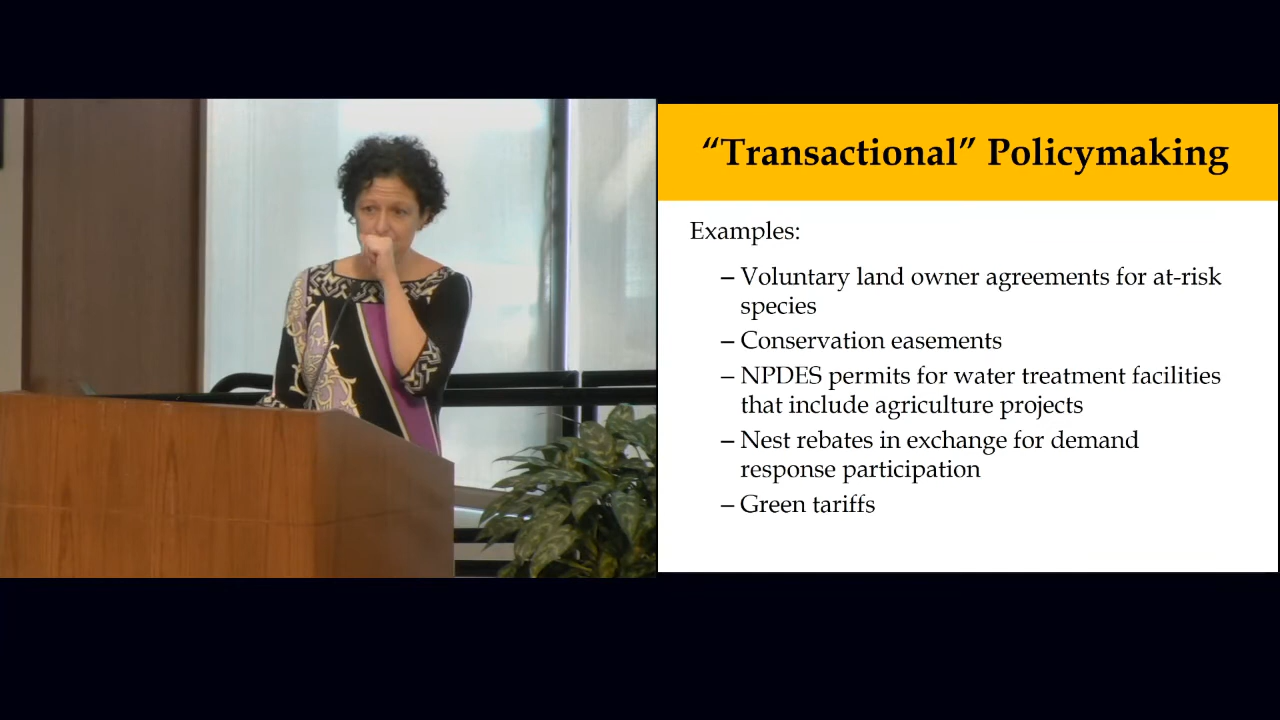 “Transactional” Policymaking
Examples:
– Voluntary land owner agreements for at-risk
species
– Conservation easements
– NPDES permits for water treatment facilities
that include agriculture projects
– Nest rebates in exchange for demand
response participation
– Green tariffs